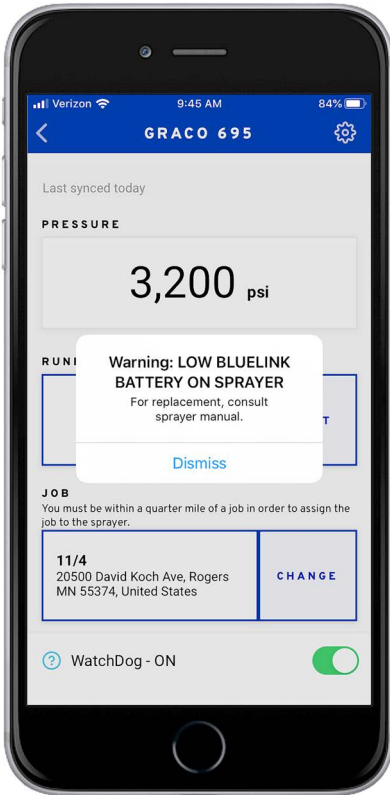 Verizon 9:45 AM 84%
GRACO 695
Last synced today
PRESSURE
3,200 psi
Warning: LOW BLUELINK
BATTERY ON SPRAYER
For replacement, consult
sprayer manual.
Dismiss
JOB
You must be within a quarter mile of a job in order to assign the
job to the sprayer.
11/4
20500 David Koch Ave, Rogers
MN 55374, United States
CHANGE
? WatchDog - ON